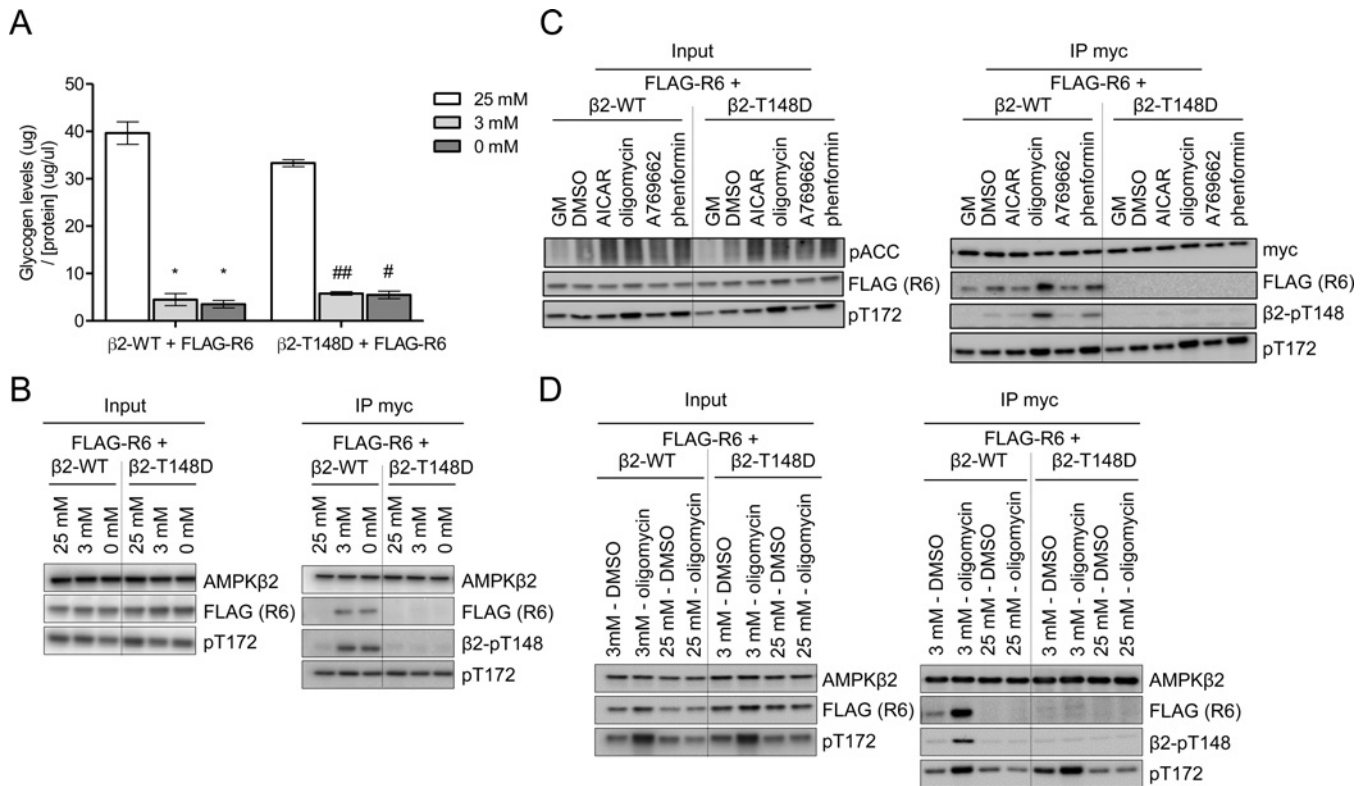 A
Glycogen levels (ug)
/ [protein] (ug/ul)
50
40
30
20
10
0
* * ## #
β2-WT + FLAG-R6 β2-T148D + FLAG-R6
25 mM
3 mM
0 mM
B
Input
FLAG-R6 +
β2-WT β2-T148D
25 mM 3 mM 0 mM 25 mM 3 mM 0 mM
AMPKβ2
FLAG (R6)
pT172
IP myc
FLAG-R6 +
β2-WT β2-T148D
25 mM 3 mM 0 mM 25 mM 3 mM 0 mM
AMPKβ2
FLAG (R6)
β2-pT148
pT172
C
Input
FLAG-R6 +
β2-WT β2-T148D
GM DMSO AICAR oligomycin A769662 phenformin GM DMSO AICAR oligomycin A769662 phenformin
pACC
FLAG (R6)
pT172
IP myc
FLAG-R6 +
β2-WT β2-T148D
GM DMSO AICAR oligomycin A769662 phenformin GM DMSO AICAR oligomycin A769662 phenformin
myc
FLAG (R6)
β2-pT148
pT172
D
Input
FLAG-R6 +
β2-WT β2-T148D
3mM - DMSO 3mM - oligomycin 25 mM - DMSO 25 mM - oligomycin 3 mM - DMSO 3 mM - oligomycin 25 mM - DMSO 25 mM - oligomycin
AMPKβ2
FLAG (R6)
pT172
IP myc
FLAG-R6 +
β2-WT β2-T148D
3 mM - DMSO 3 mM - oligomycin 25 mM - DMSO 25 mM - oligomycin 3 mM - DMSO 3 mM - oligomycin 25 mM - DMSO 25 mM - oligomycin
AMPKβ2
FLAG (R6)
β2-pT148
pT172